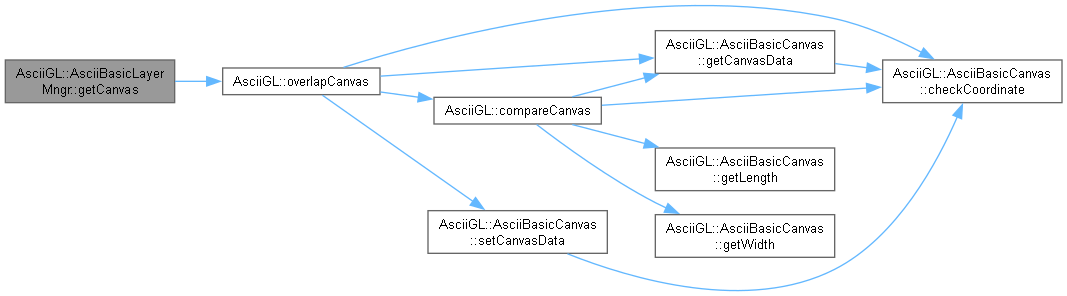 AsciiGL::AsciiBasicLayer
Mngr::getCanvas
AsciiGL::overlapCanvas
AsciiGL::compareCanvas
AsciiGL::AsciiBasicCanvas
::setCanvasData
AsciiGL::AsciiBasicCanvas
::getCanvasData
AsciiGL::AsciiBasicCanvas
::getLength
AsciiGL::AsciiBasicCanvas
::getWidth
AsciiGL::AsciiBasicCanvas
::checkCoordinate